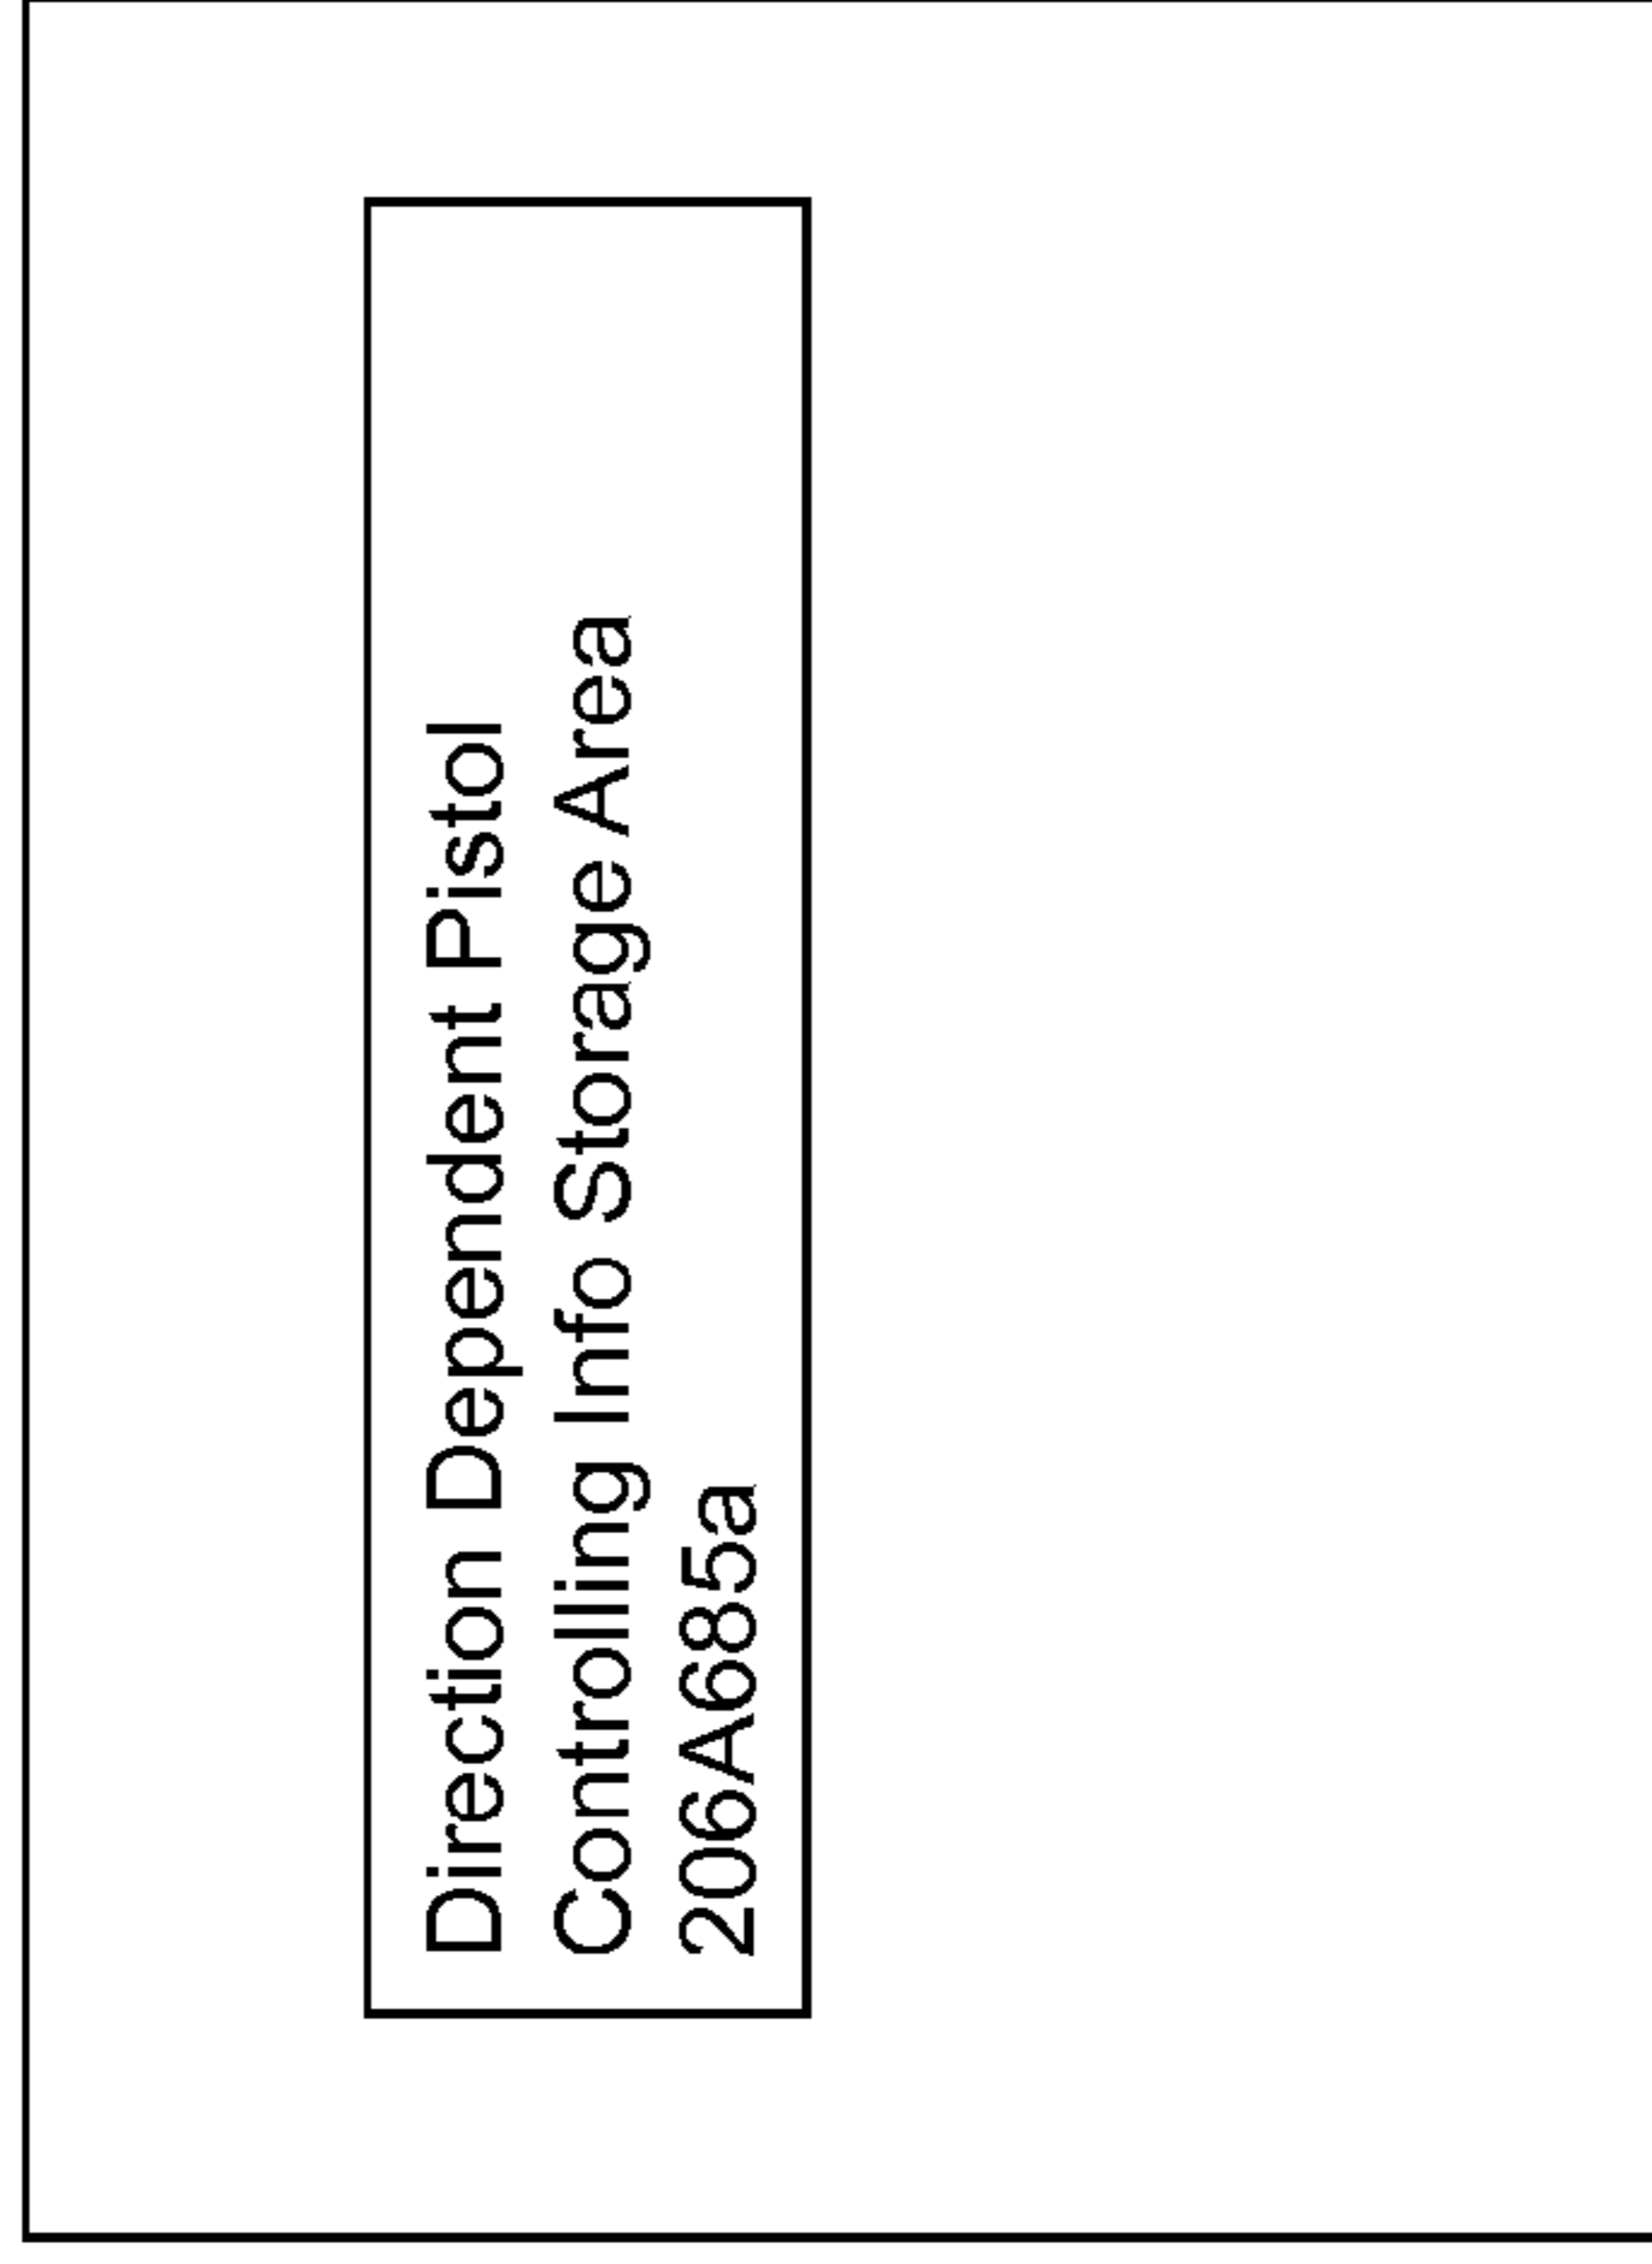 Direction Dependent Pistol
Controlling Info Storage Area
206A685a